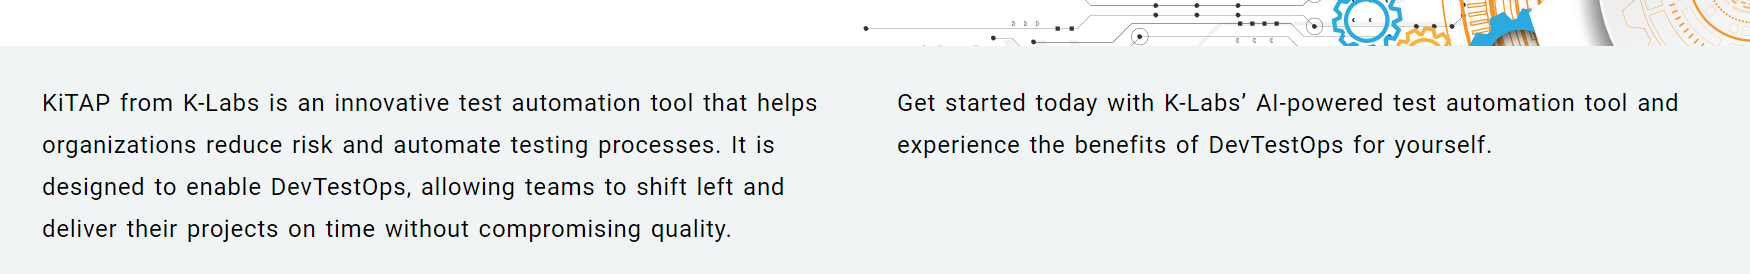 KiTAP from K-Labs is an innovative test automation tool that helps
organizations reduce risk and automate testing processes. It is
designed to enable DevTestOps, allowing teams to shift left and
deliver their projects on time without compromising quality.
Get started today with K-Labs’ AI-powered test automation tool and
experience the benefits of DevTestOps for yourself.